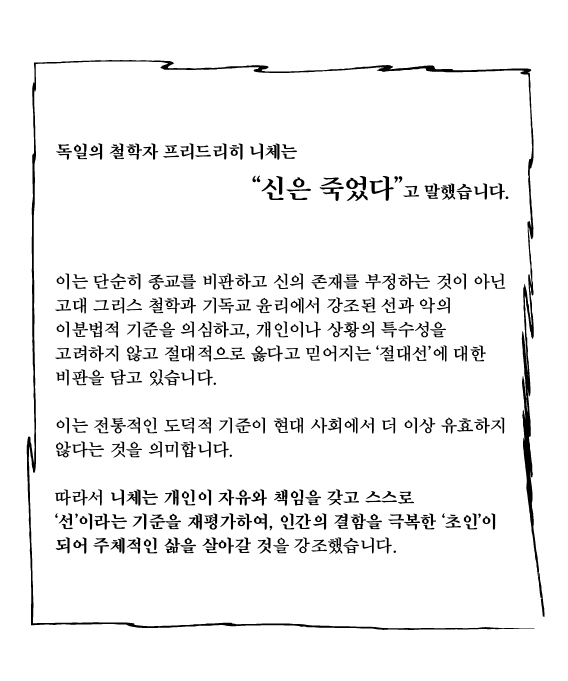 독일의 철학자 프리드리히 니체는
“신은 죽었다”고 말했습니다.
이는 단순히 종교를 비판하고 신의 존재를 부정하는 것이 아닌
고대 그리스 철학과 기독교 윤리에서 강조된 선과 악의
이분법적 기준을 의심하고, 개인이나 상황의 특수성을
고려하지 않고 절대적으로 옳다고 믿어지는 ‘절대선’에 대한
비판을 담고 있습니다.
이는 전통적인 도덕적 기준이 현대 사회에서 더 이상 유효하지
않다는 것을 의미합니다.
따라서 니체는 개인이 자유와 책임을 갖고 스스로
‘선’이라는 기준을 재평가하여, 인간의 결함을 극복한 ‘초인’이
되어 주체적인 삶을 살아갈 것을 강조했습니다.